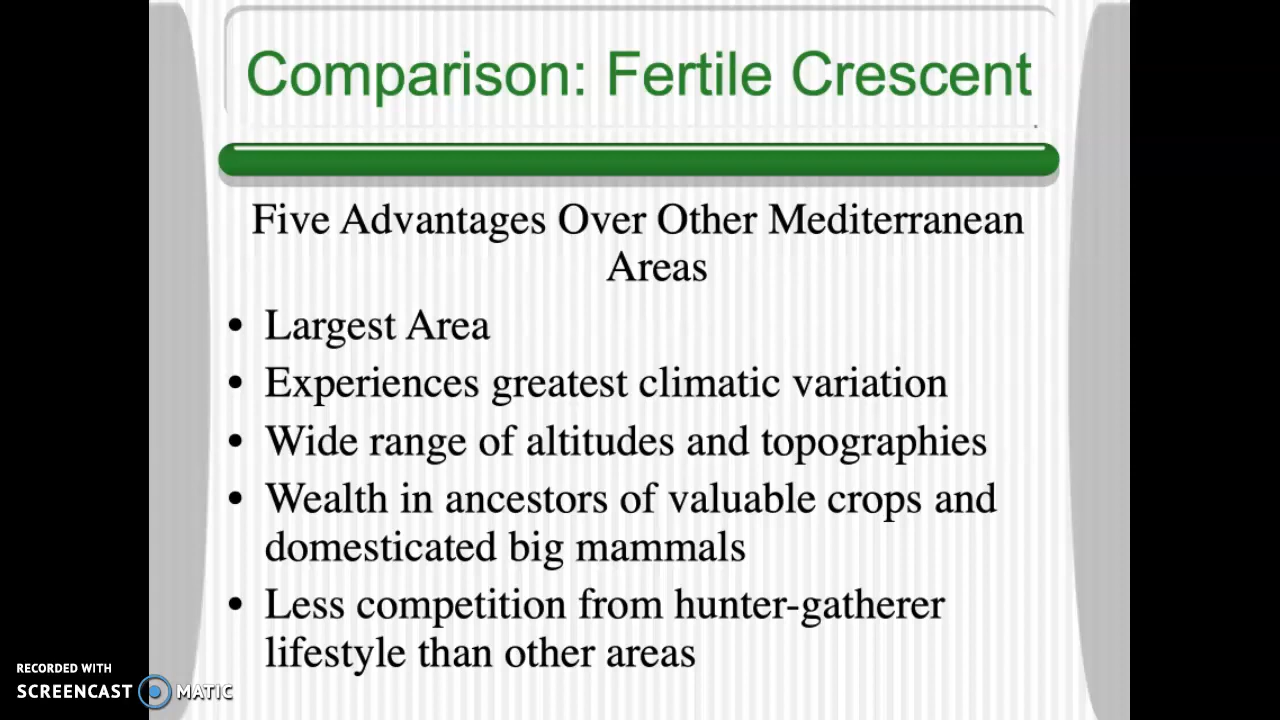 Comparison: Fertile Crescent
Five Advantages Over Other Mediterranean
Areas
• Largest Area
• Experiences greatest climatic variation
• Wide range of altitudes and topographies
• Wealth in ancestors of valuable crops and
domesticated big mammals
• Less competition from hunter-gatherer
lifestyle than other areas
RECORDED WITH
SCREENCAST MATIC